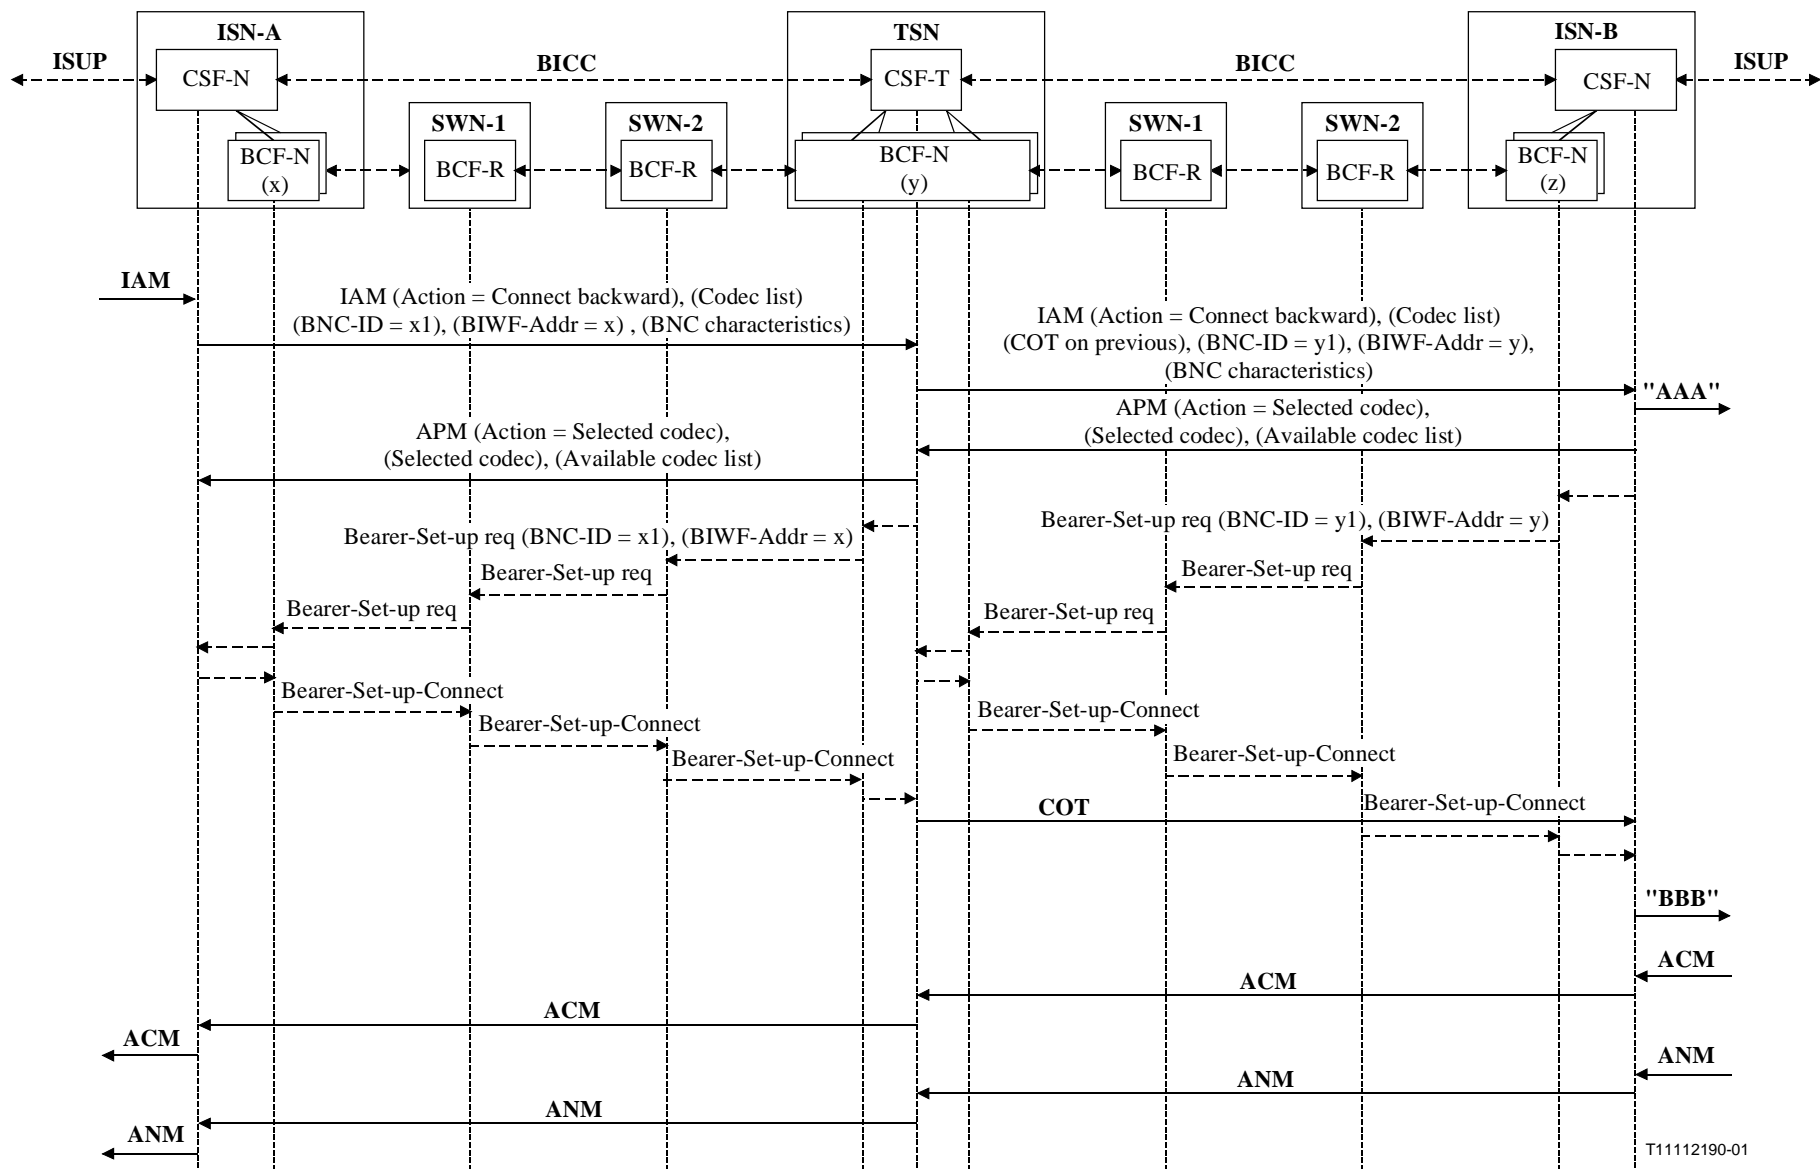 ISN-A
TSN
ISN-B
ISUP
BICC
BICC
ISUP
CSF-N
CSF-T
CSF-N
SWN-1
SWN-2
SWN-1
SWN-2
BCF-N
(x)
BCF-R
BCF-R
BCF-N
(y)
BCF-R
BCF-R
BCF-N
(z)
IAM
IAM (Action = Connect backward), (Codec list)
(BNC-ID = x1), (BIWF-Addr = x) , (BNC characteristics)
IAM (Action = Connect backward), (Codec list)
(COT on previous), (BNC-ID = y1), (BIWF-Addr = y),
(BNC characteristics)
"AAA"
APM (Action = Selected codec),
(Selected codec), (Available codec list)
APM (Action = Selected codec),
(Selected codec), (Available codec list)
Bearer-Set-up req (BNC-ID = y1), (BIWF-Addr = y)
Bearer-Set-up req (BNC-ID = x1), (BIWF-Addr = x)
Bearer-Set-up req
Bearer-Set-up req
Bearer-Set-up req
Bearer-Set-up req
Bearer-Set-up-Connect
Bearer-Set-up-Connect
Bearer-Set-up-Connect
Bearer-Set-up-Connect
Bearer-Set-up-Connect
Bearer-Set-up-Connect
COT
"BBB"
ACM
ACM
ACM
ACM
ANM
ANM
ANM
ANM
T11112190-01